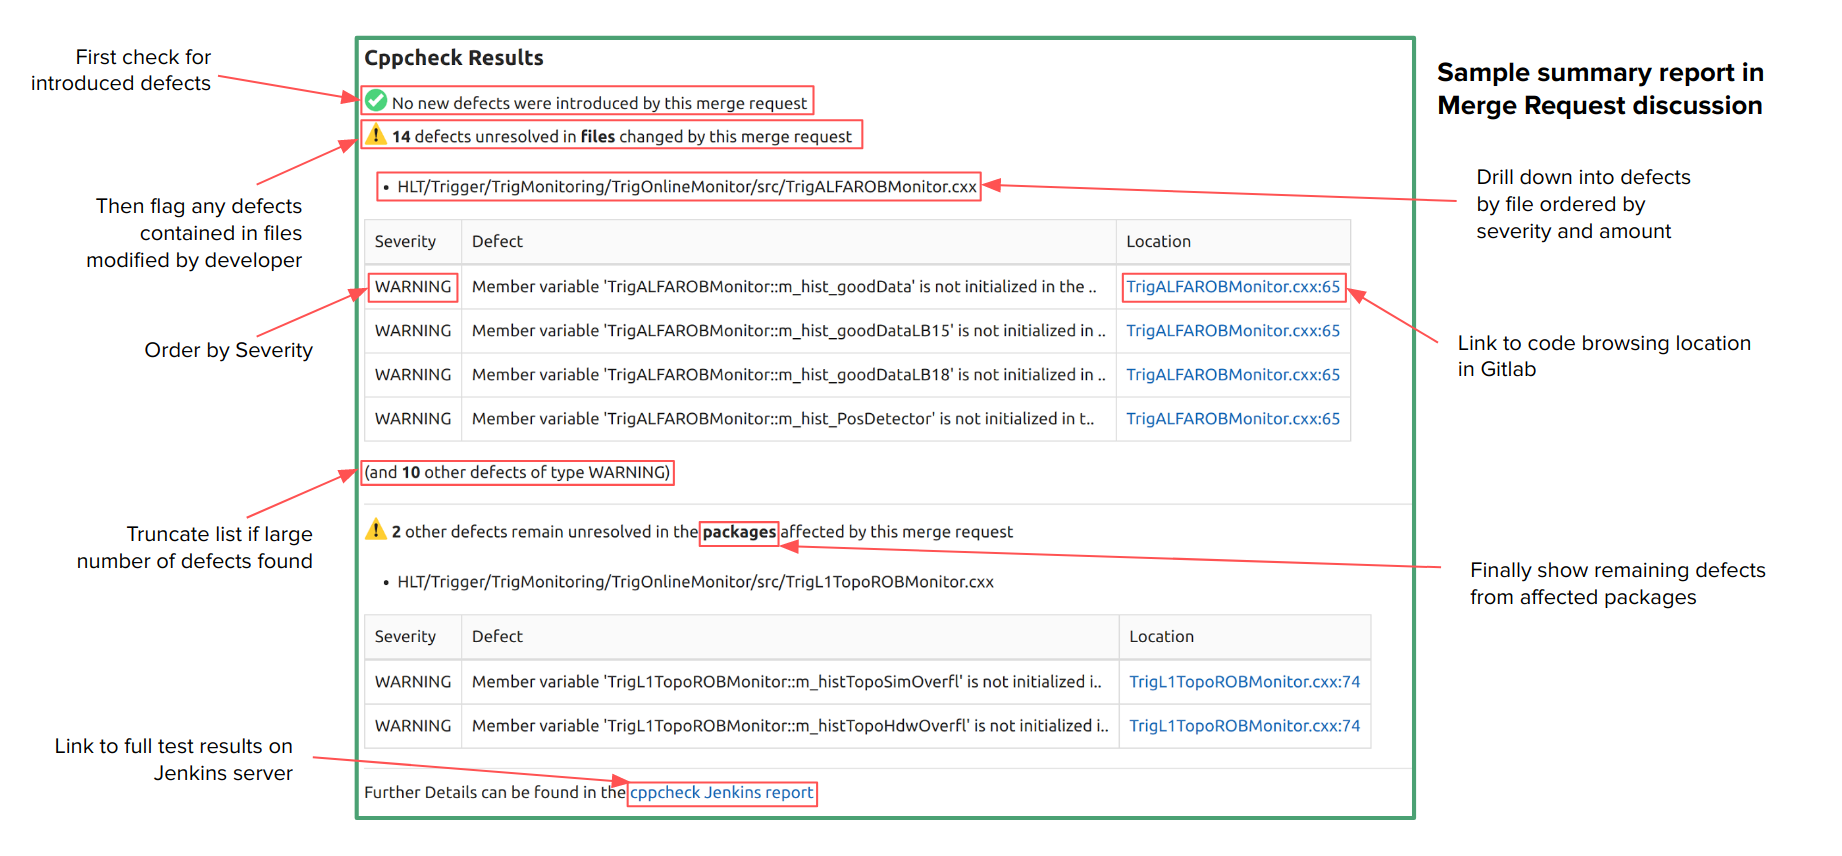 Sample summary report in
Merge Request discussion
First check for
introduced defects
Then flag any defects
contained in files
modified by developer
Order by Severity
Truncate list if large
number of defects found
Link to full test results on
Jenkins server
Cppcheck Results
No new defects were introduced by this merge request
14 defects unresolved in files changed by this merge request
• HLT/Trigger/TrigMonitoring/TrigOnlineMonitor/src/TrigALFAROBMonitor.cxx
Severity Defect Location
WARNING Member variable 'TrigALFAROBMonitor::m_hist_goodData' is not initialized in the .. TrigALFAROBMonitor.cxx:65
WARNING Member variable 'TrigALFAROBMonitor::m_hist_goodDataLB15' is not initialized in .. TrigALFAROBMonitor.cxx:65
WARNING Member variable 'TrigALFAROBMonitor::m_hist_goodDataLB18' is not initialized in .. TrigALFAROBMonitor.cxx:65
WARNING Member variable 'TrigALFAROBMonitor::m_hist_PosDetector' is not initialized in t.. TrigALFAROBMonitor.cxx:65
(and 10 other defects of type WARNING)
2 other defects remain unresolved in the packages affected by this merge request
• HLT/Trigger/TrigMonitoring/TrigOnlineMonitor/src/TrigL1TopoROBMonitor.cxx
Severity Defect Location
WARNING Member variable 'TrigL1TopoROBMonitor::m_histTopoSimOverfl' is not initialized i.. TrigL1TopoROBMonitor.cxx:74
WARNING Member variable 'TrigL1TopoROBMonitor::m_histTopoHdwOverfl' is not initialized i.. TrigL1TopoROBMonitor.cxx:74
Further Details can be found in the cppcheck Jenkins report
Drill down into defects
by file ordered by
severity and amount
Link to code browsing location
in Gitlab
Finally show remaining defects
from affected packages